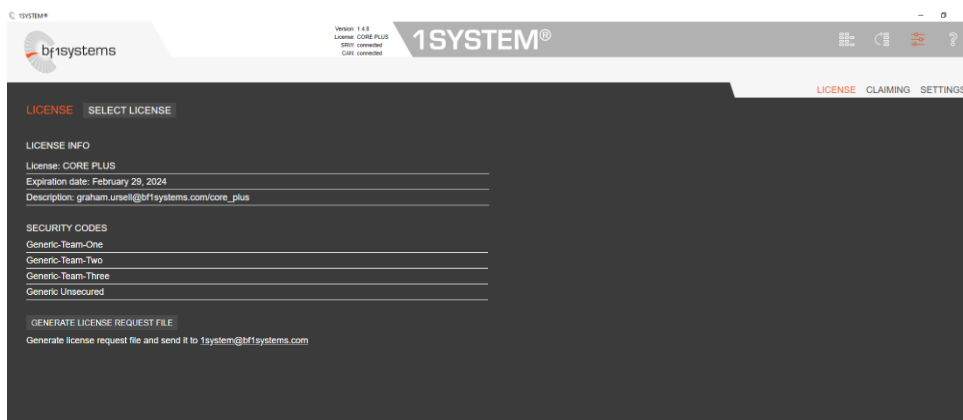 1SYSTEM®
bf1systems
Version: 1.4.8
License: CORE PLUS
SRW: connected
CAN: connected
1SYSTEM®
LICENSE CLAIMING SETTINGS
LICENSE SELECT LICENSE
LICENSE INFO
License: CORE PLUS
Expiration date: February 29, 2024
Description: graham.ursell@bf1systems.com/core_plus
SECURITY CODES
Generic-Team-One
Generic-Team-Two
Generic-Team-Three
Generic Unsecured
GENERATE LICENSE REQUEST FILE
Generate license request file and send it to 1system@bf1systems.com